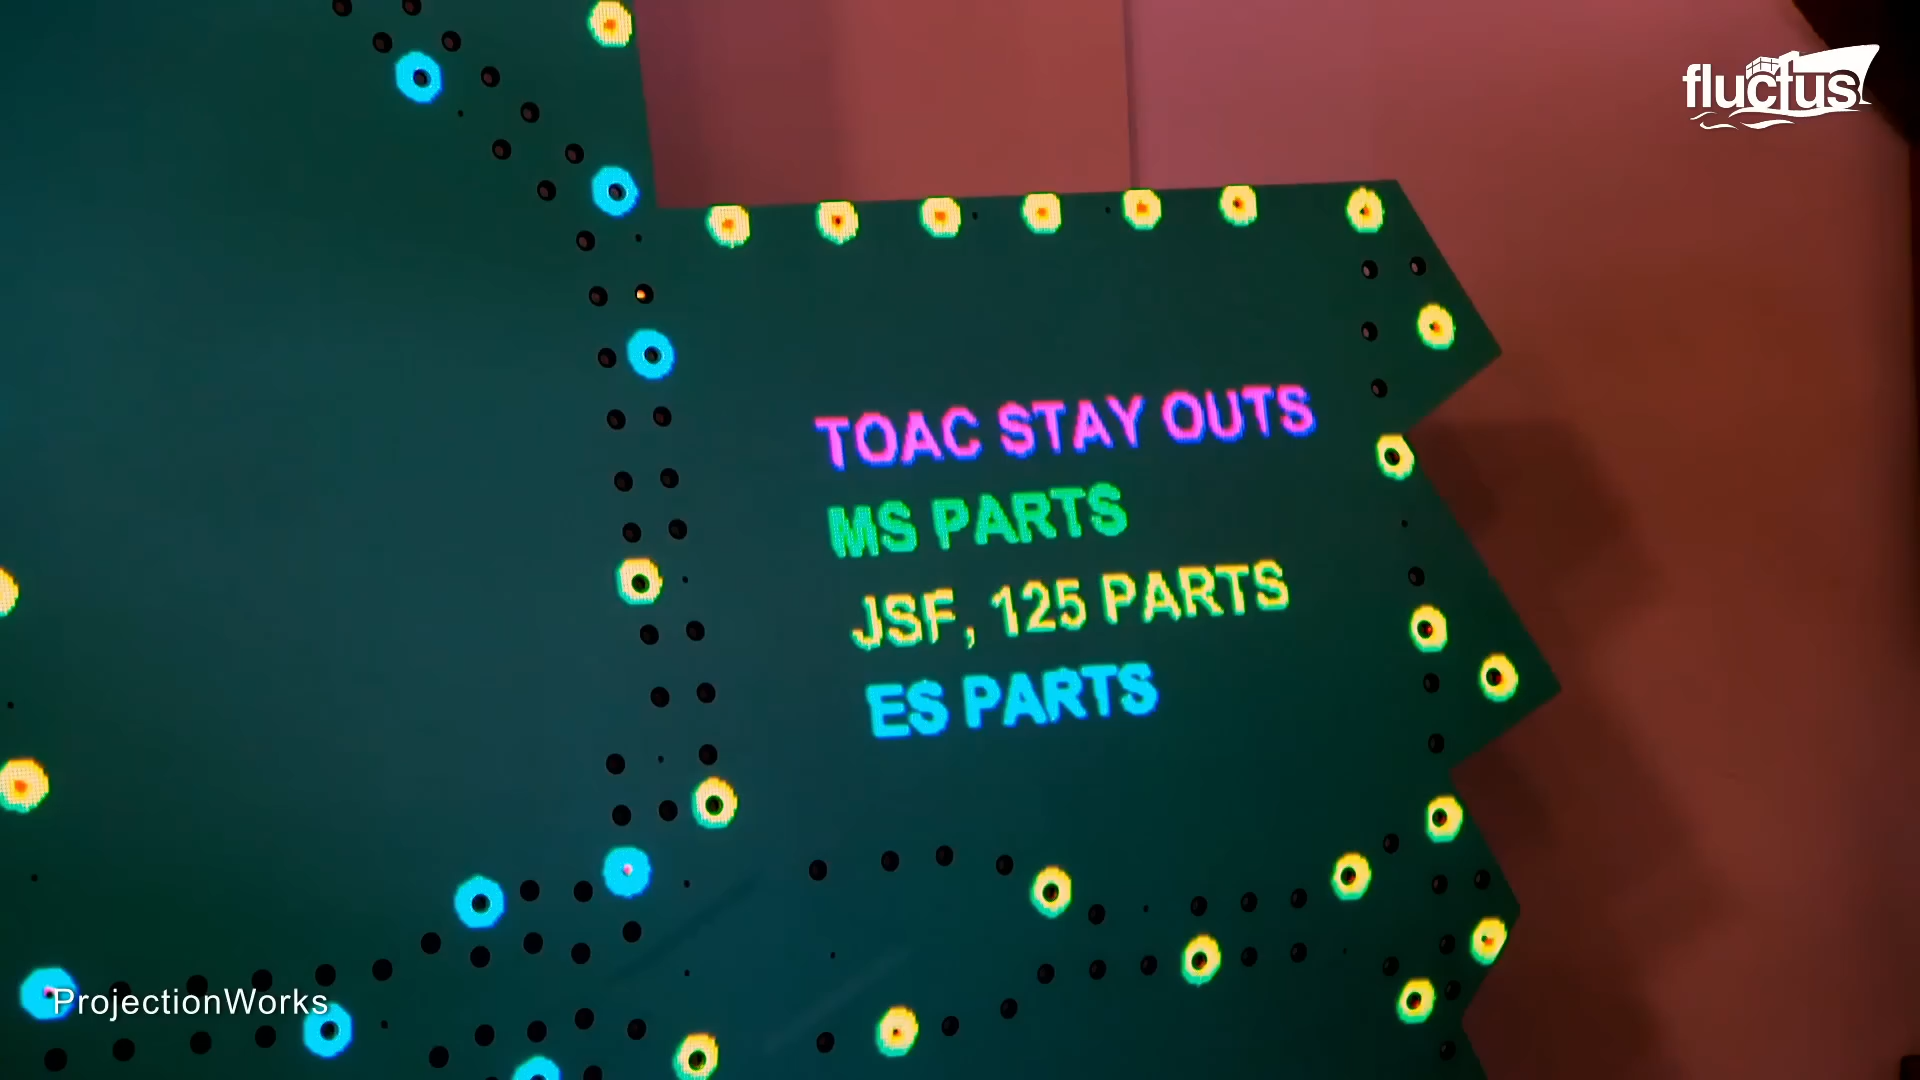 fluctus
TOAC STAY OUTS
MS PARTS
JSF, 125 PARTS
ES PARTS
ProjectionWorks